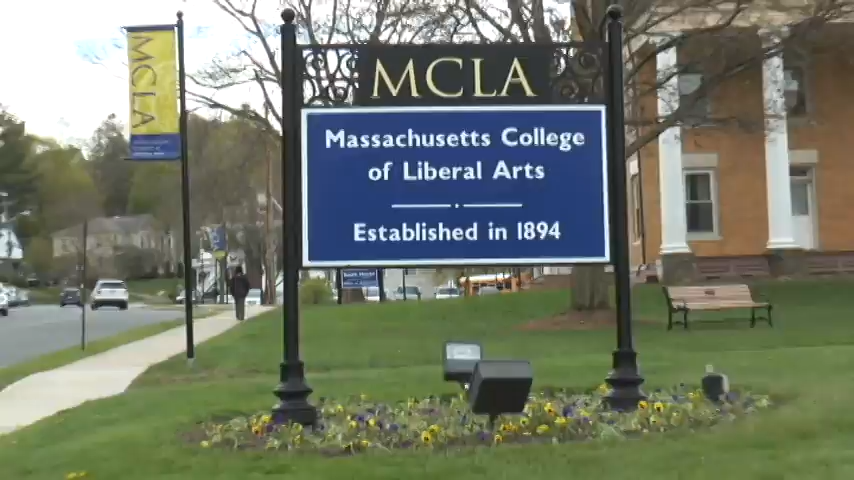 MCLA
MCLA
Massachusetts College
of Liberal Arts
Established in 1894